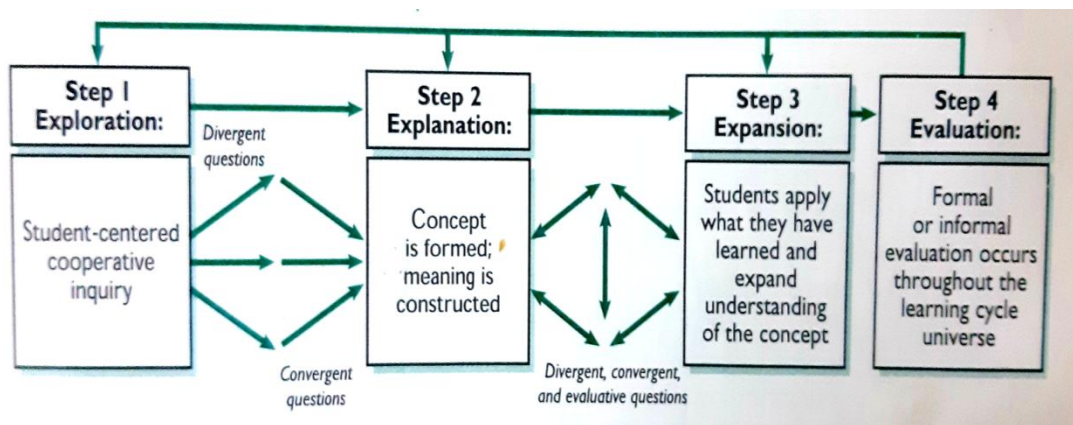 Step 1
Exploration:
Divergent
questions
Student-centered
cooperative
inquiry
Convergent
questions
Step 2
Explanation:
Concept
is formed;
meaning is
constructed
Divergent, convergent,
and evaluative questions
Step 3
Expansion:
Students apply
what they have
learned and
expand
understanding
of the concept
Step 4
Evaluation:
Formal
or informal
evaluation occurs
throughout the
learning cycle
universe